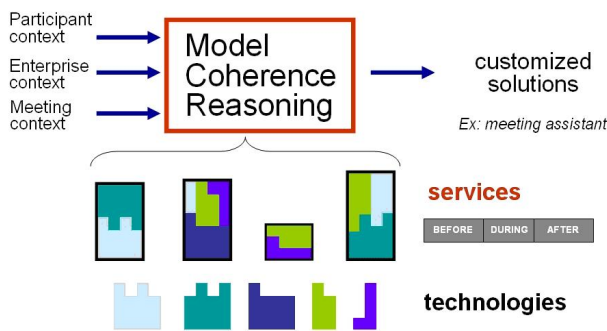 Participant
context
Enterprise
context
Meeting
context
Model
Coherence
Reasoning
customized
solutions
Ex: meeting assistant
services
BEFORE DURING AFTER
technologies